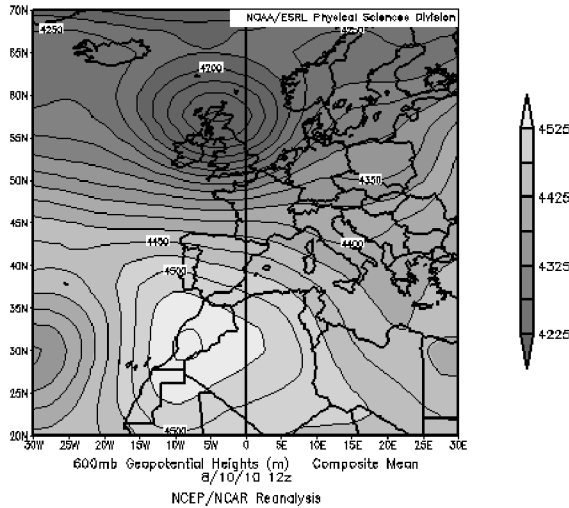 NOAA/ESRL Physical Sciences Division
70N
65N
60N
55N
50N
45N
40N
35N
30N
25N
20N
4250
4250
4200
4350
4450
4400
4500
4500
30W
25W
20W
15W
10W
5W
0
5E
10E
15E
20E
25E
30E
4525
4425
4325
4225
600mb Geopotential Heights (m) Composite Mean
8/10/10 12z
NCEP/NCAR Reanalysis